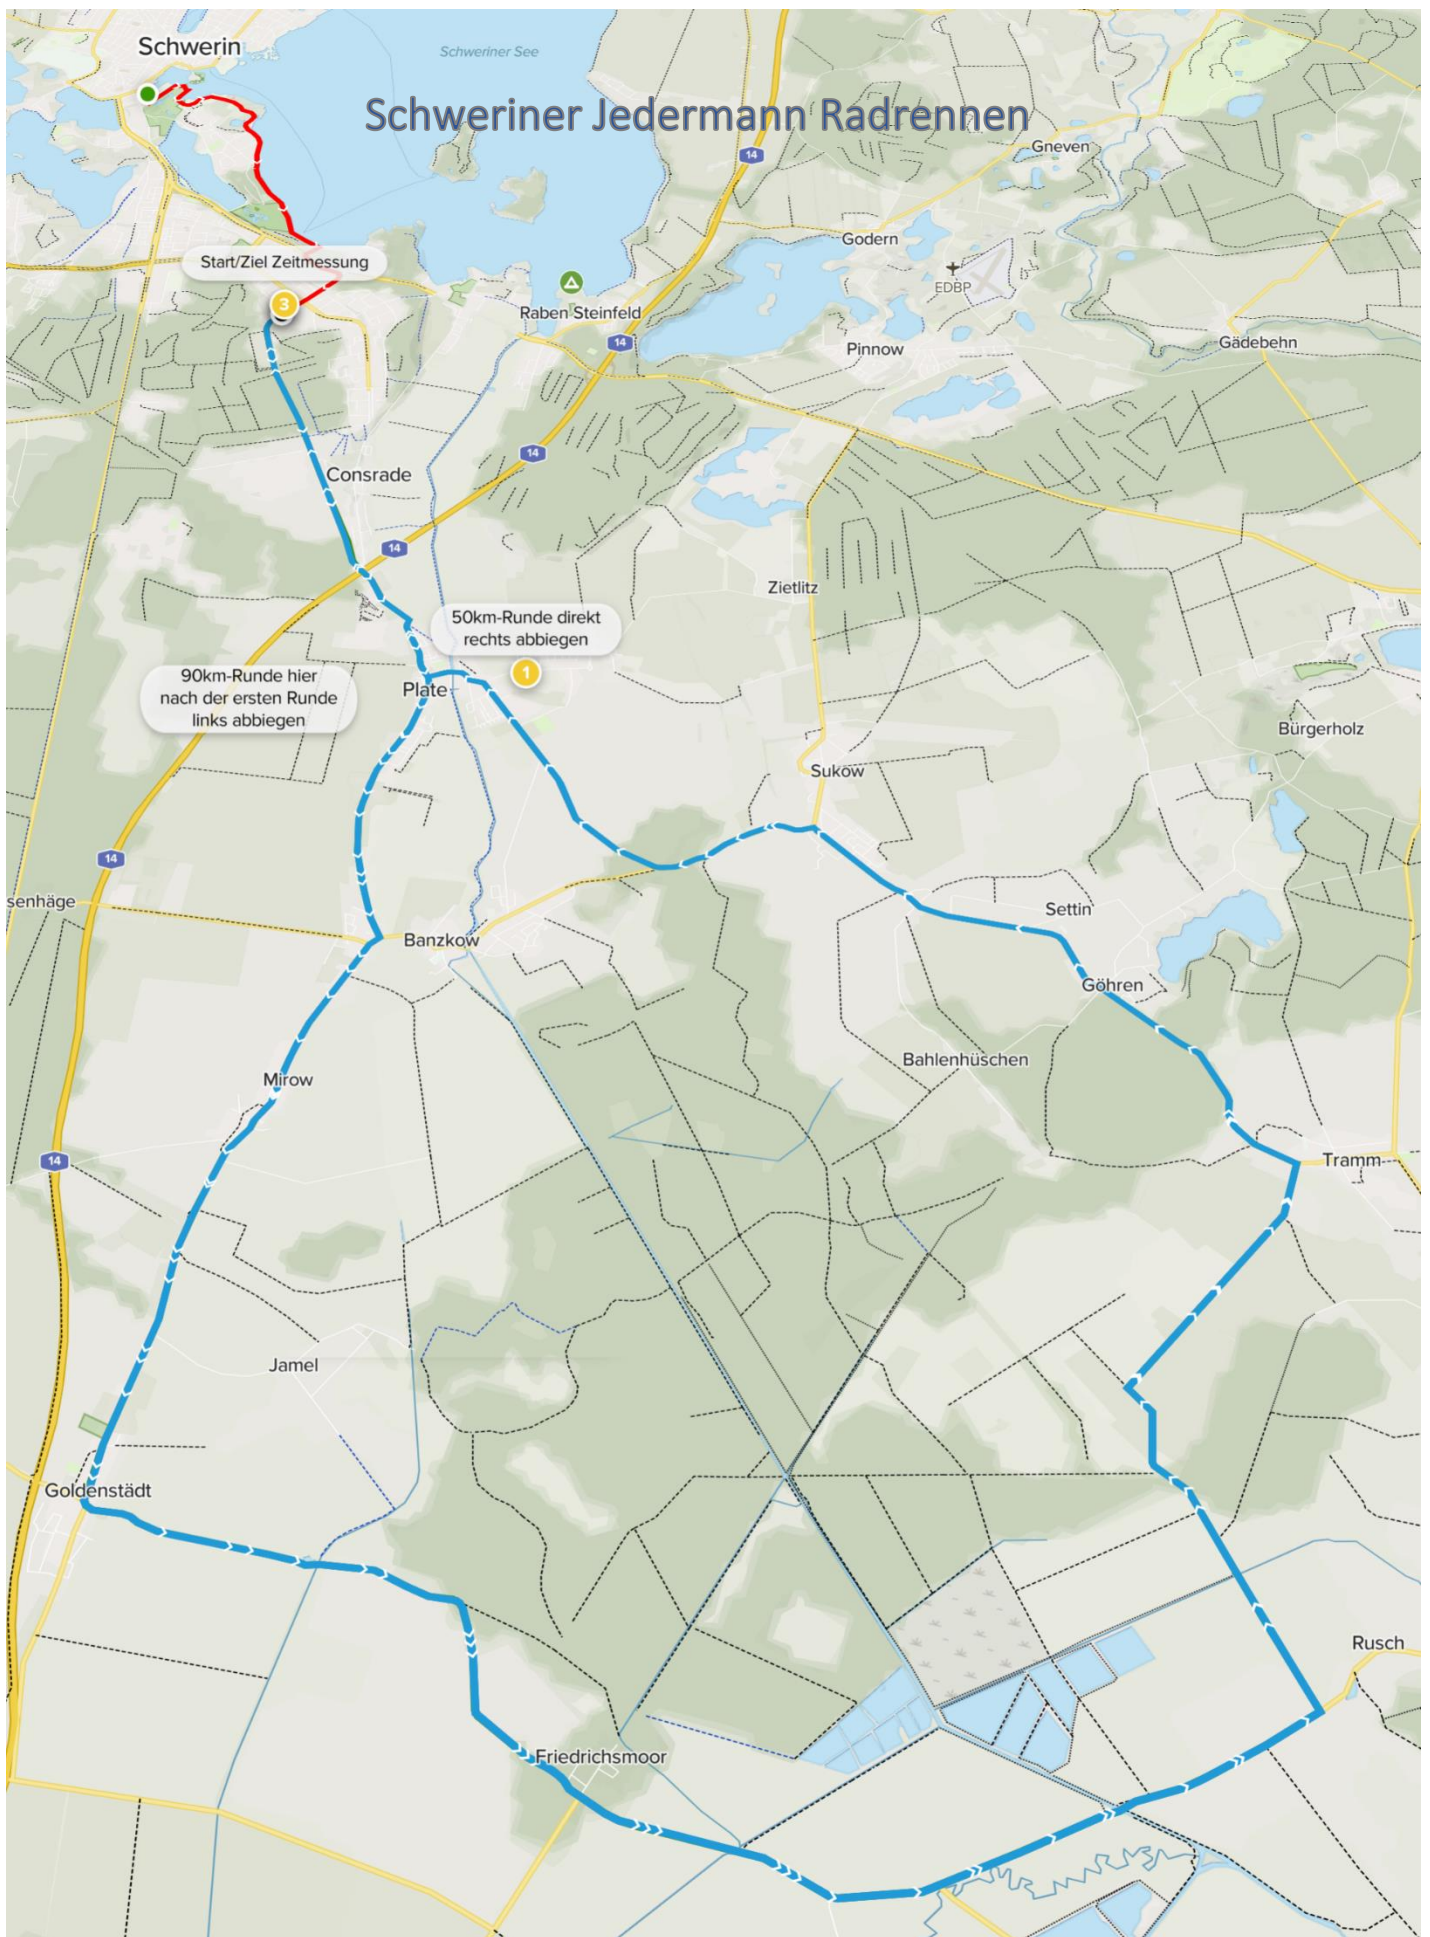 Schwerin
Schweriner See
Schweriner Jedermann Radrennen
14
Gneven
Godern
EDBP
Start/Ziel Zeitmessung
3
Raben Steinfeld
14
Pinnow
Gädebehn
14
Consrade
14
Zietlitz
50km-Runde direkt
rechts abbiegen
1
90km-Runde hier
nach der ersten Runde
links abbiegen
Plate
Bürgerholz
Sukow
14
senhäge
Settin
Banzkow
Göhren
Bahlenhüschen
Mirow
14
Tramm
Jamel
Goldenstädt
Rusch
Friedrichsmoor